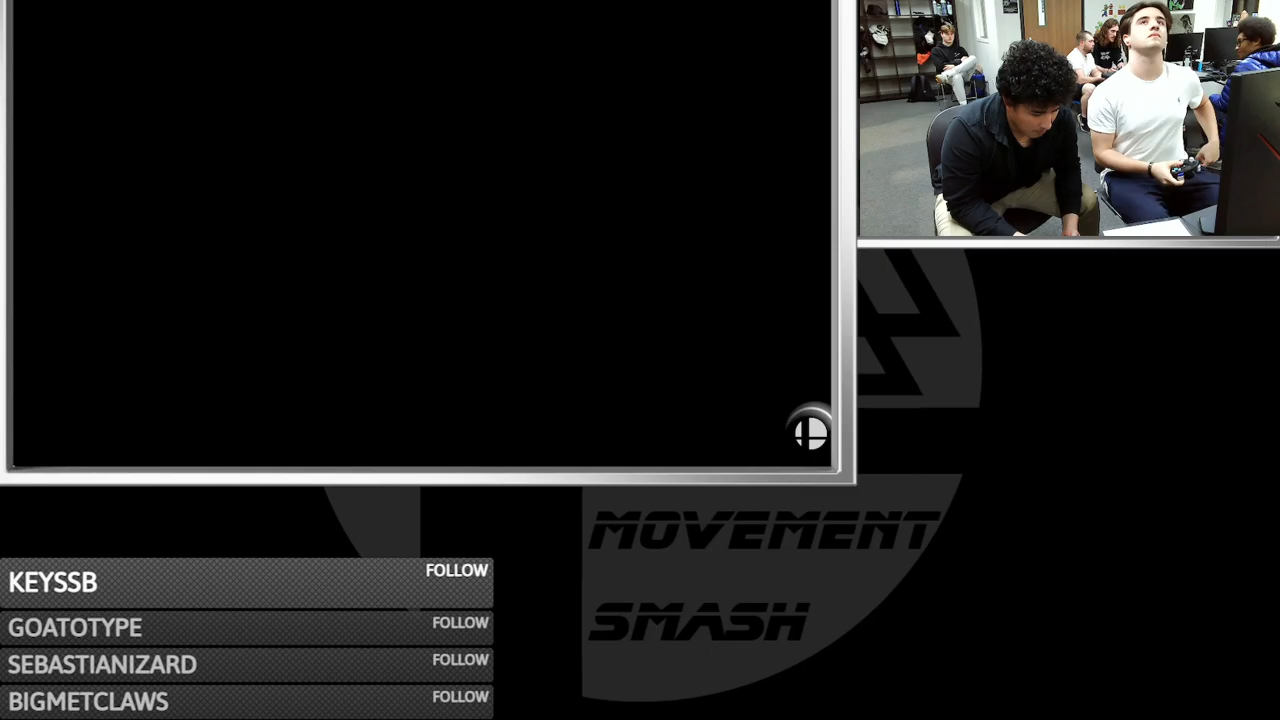 MOVEMENT
SMASH
KEYSSB FOLLOW
GOATOTYPE FOLLOW
SEBASTIANIZARD FOLLOW
BIGMETCLAWS FOLLOW